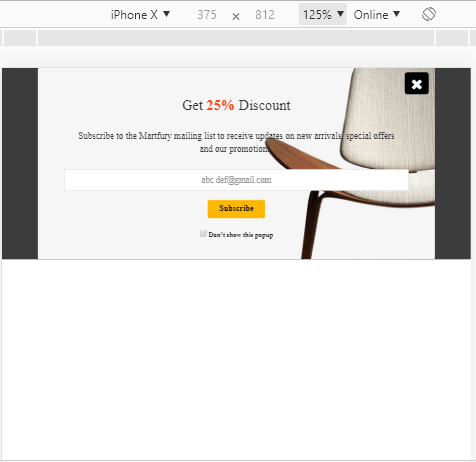 iPhone X ▼ 375 × 812 125% ▼ Online ▼
Get 25% Discount
Subscribe to the Martfury mailing list to receive updates on new arrivals, special offers
and our promotions.
abc def@gmail.com
Subscribe
Don't show this popup